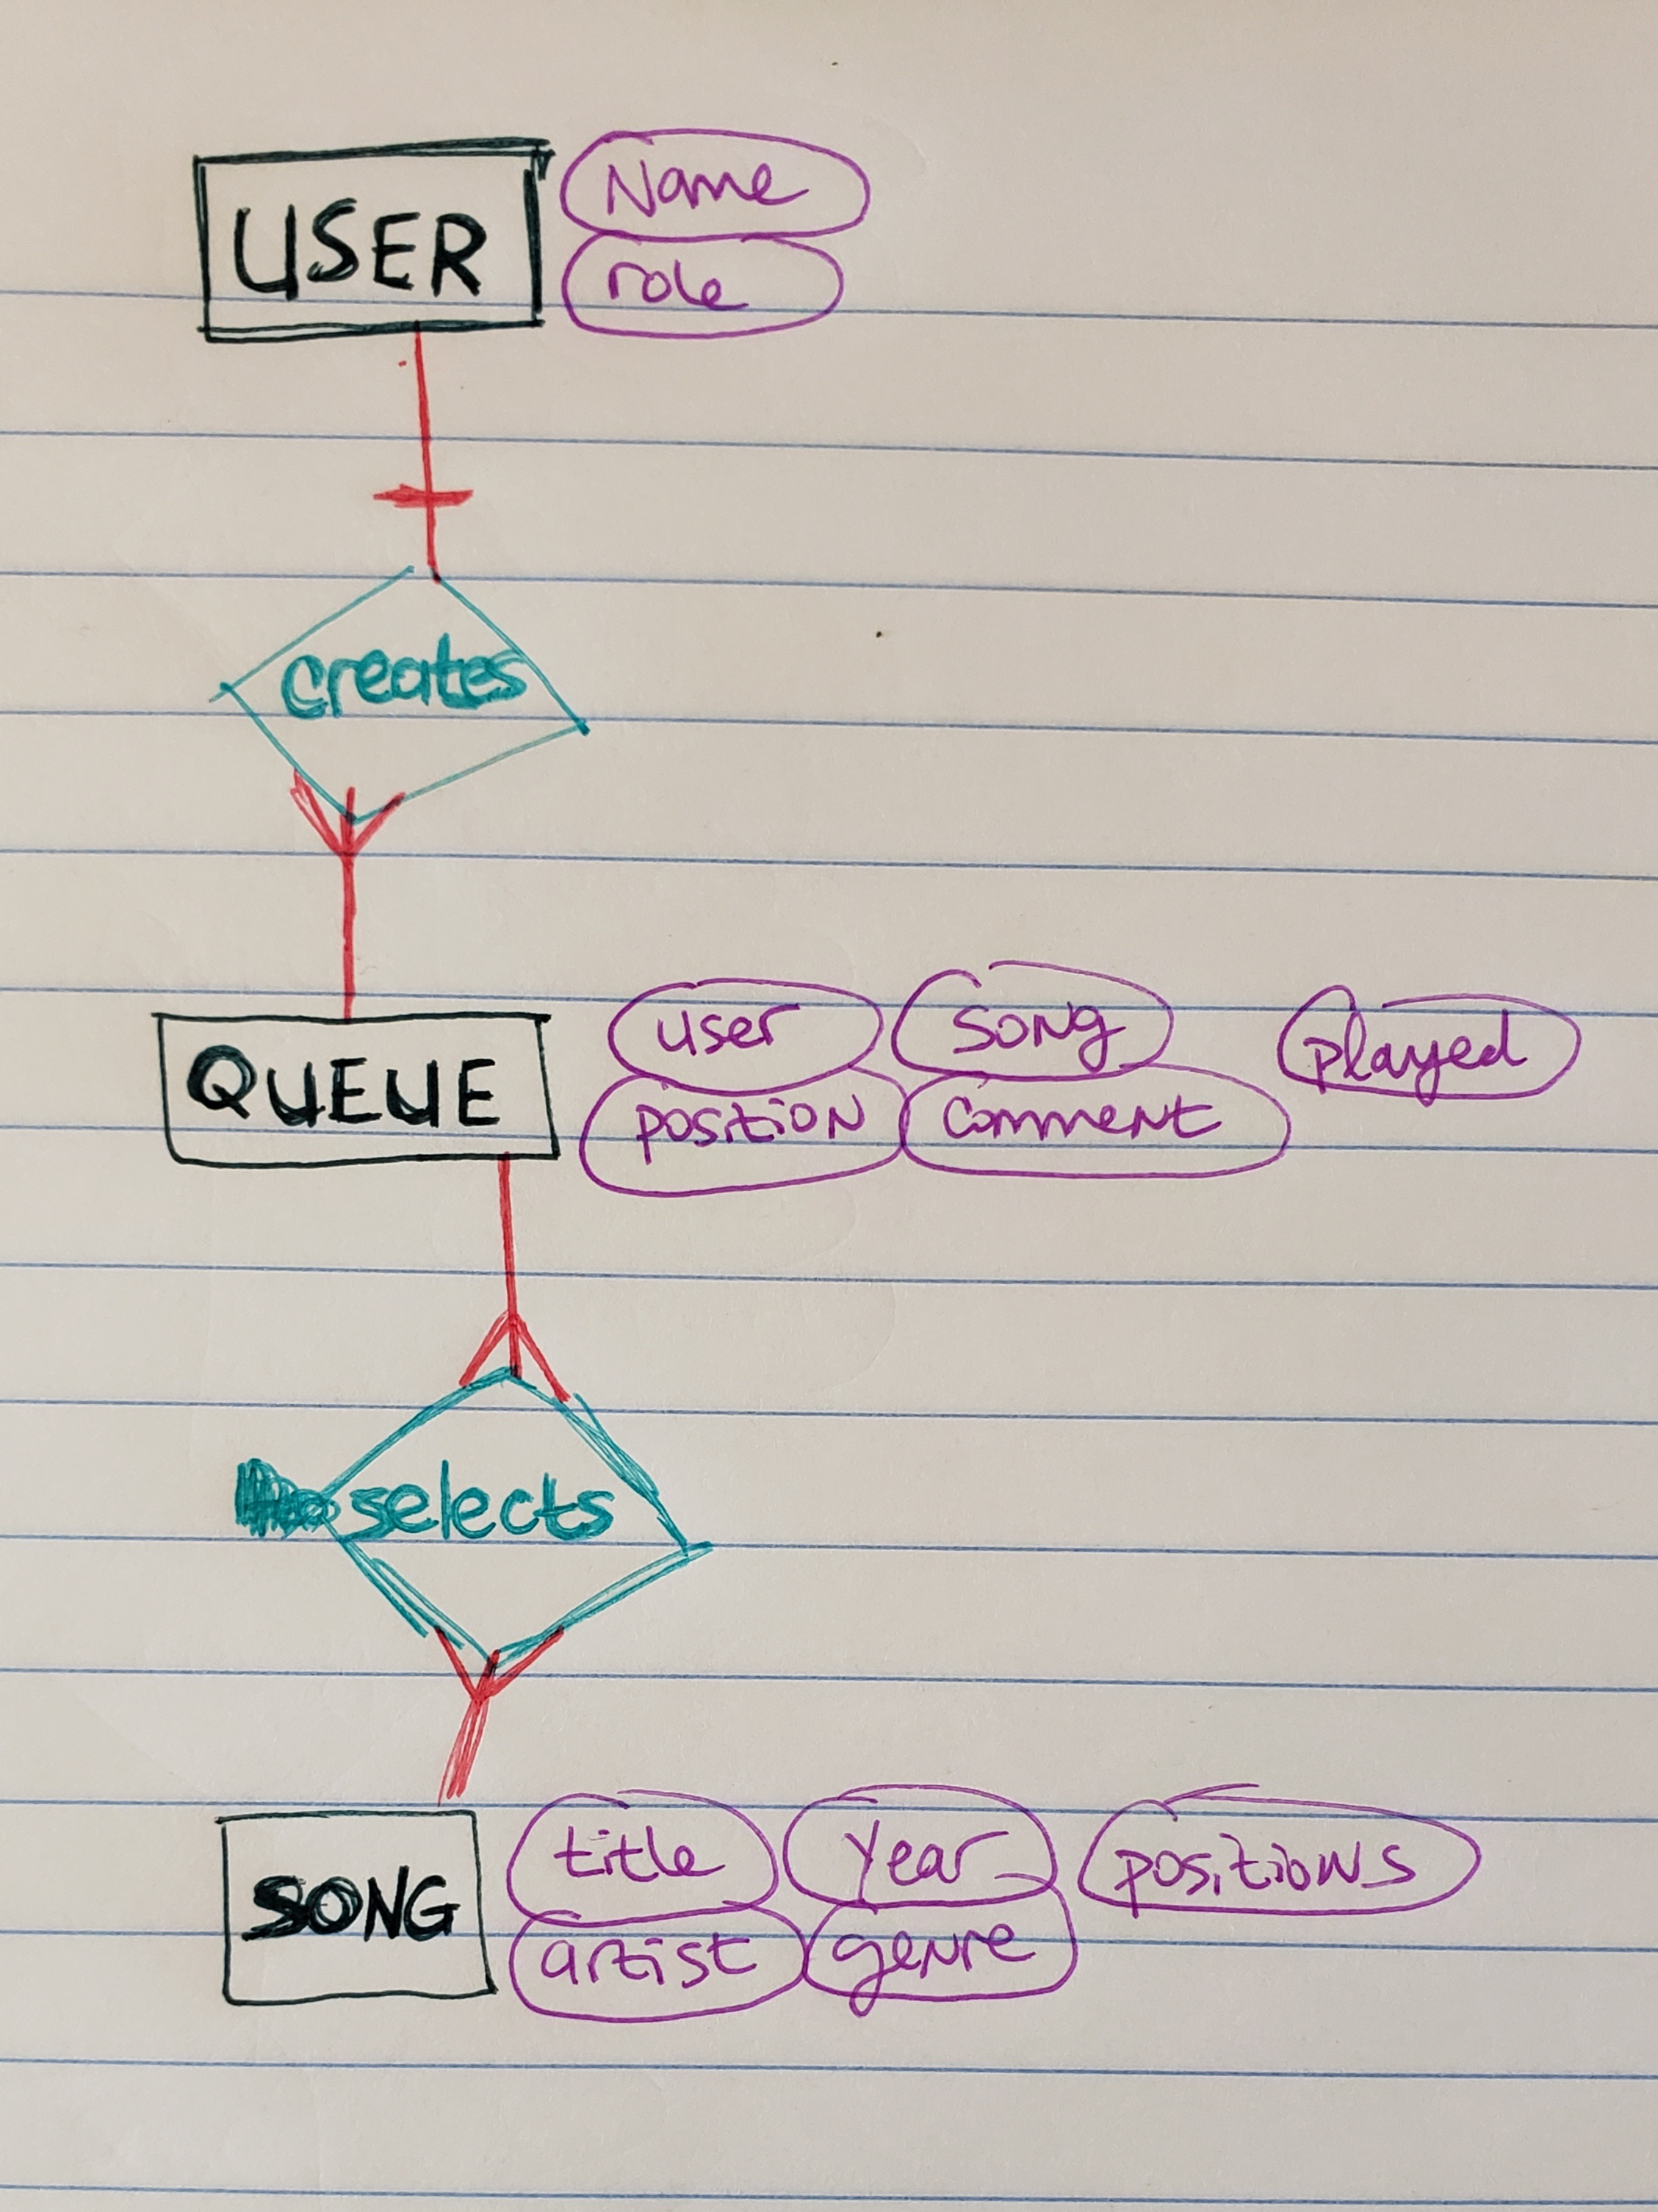 USER Name
role
creates
QUEUE user song played
position comment
selects
SONG title year positions
artist genre